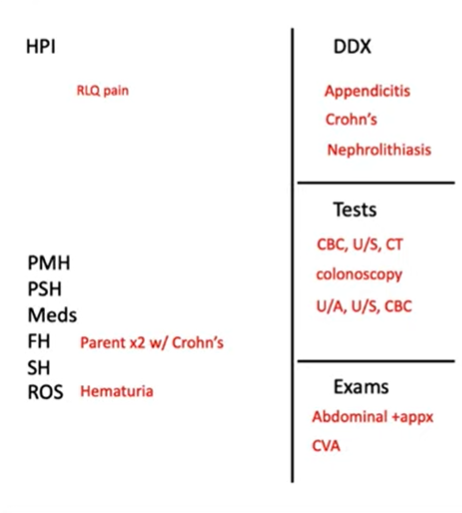 HPI
RLQ pain
PMH
PSH
Meds
FH Parent x2 w/ Crohn's
SH
ROS Hematuria
DDX
Appendicitis
Crohn's
Nephrolithiasis
Tests
CBC, U/S, CT
colonoscopy
U/A, U/S, CBC
Exams
Abdominal +appx
CVA